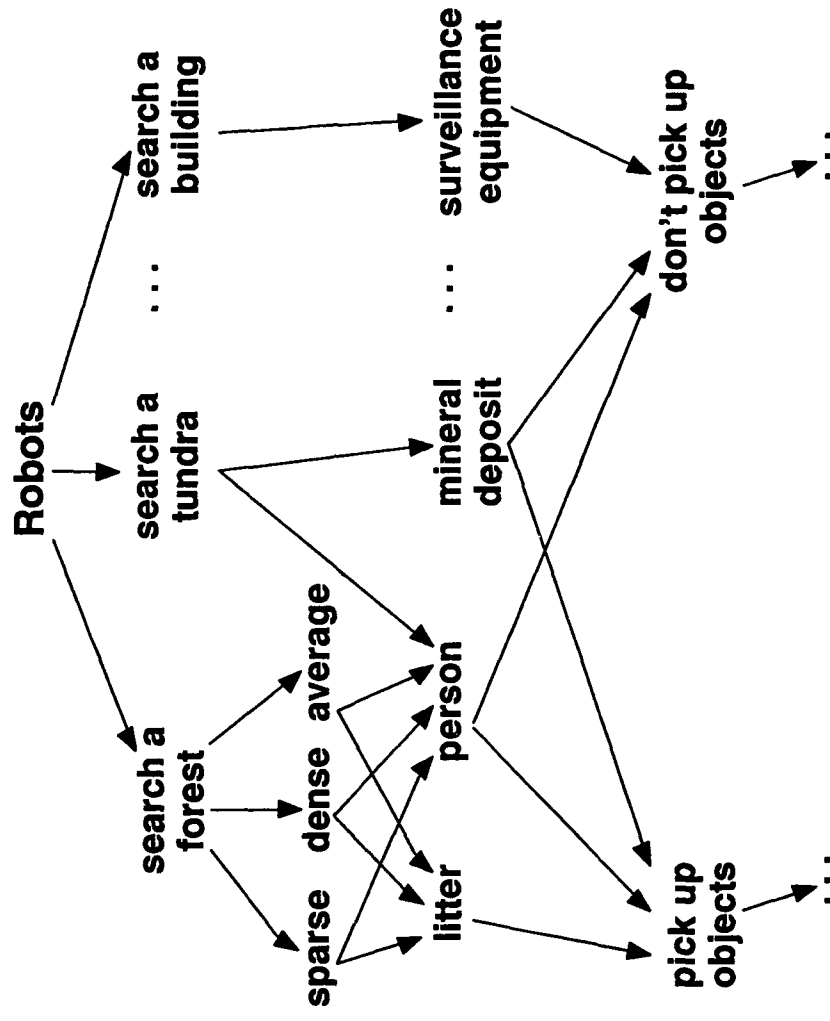 Robots
search a
forest
search a
tundra
. . .
search a
building
sparse
dense
average
litter
person
mineral
deposit
. . .
surveillance
equipment
pick up
objects
don't pick up
objects
. . .
. . .